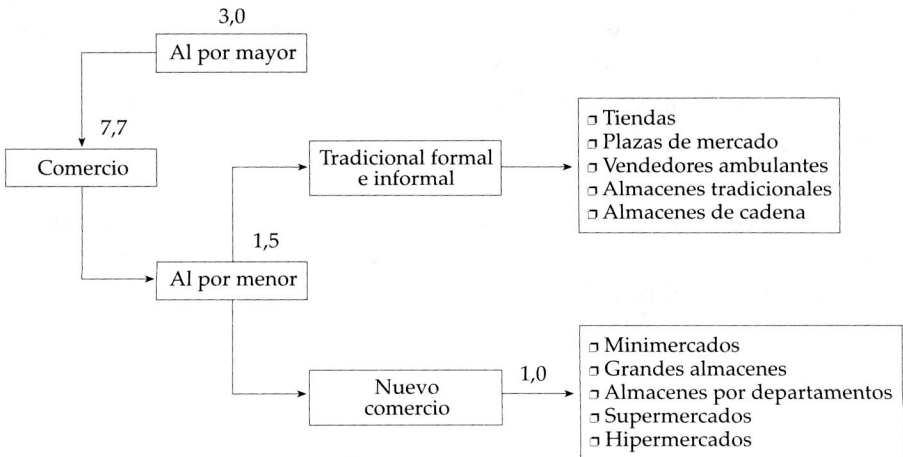 3,0
Al por mayor
7,7
Comercio
Tradicional formal
e informal
❒ Tiendas
❒ Plazas de mercado
❒ Vendedores ambulantes
❒ Almacenes tradicionales
❒ Almacenes de cadena
1,5
Al por menor
Nuevo
comercio
1,0
❒ Minimercados
❒ Grandes almacenes
❒ Almacenes por departamentos
❒ Supermercados
❒ Hipermercados